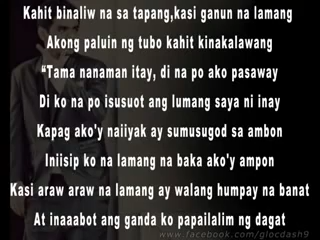 Kahit binaliw na sa tapang,kasi ganun na lamang
Akong paluin ng tubo kahit kinakalawang
“Tama nanaman itay, di na po ako pasaway
Di ko na po isusuot ang lumang saya ni inay
Kapag ako'y naiiyak ay sumusugod sa ambon
Iniisip ko na lamang na baka ako'y ampon
Kasi araw araw na lamang ay walang humpay na banat
At inaabot ang ganda ko papailalim ng dagat
www.facebook.com/glocdash9